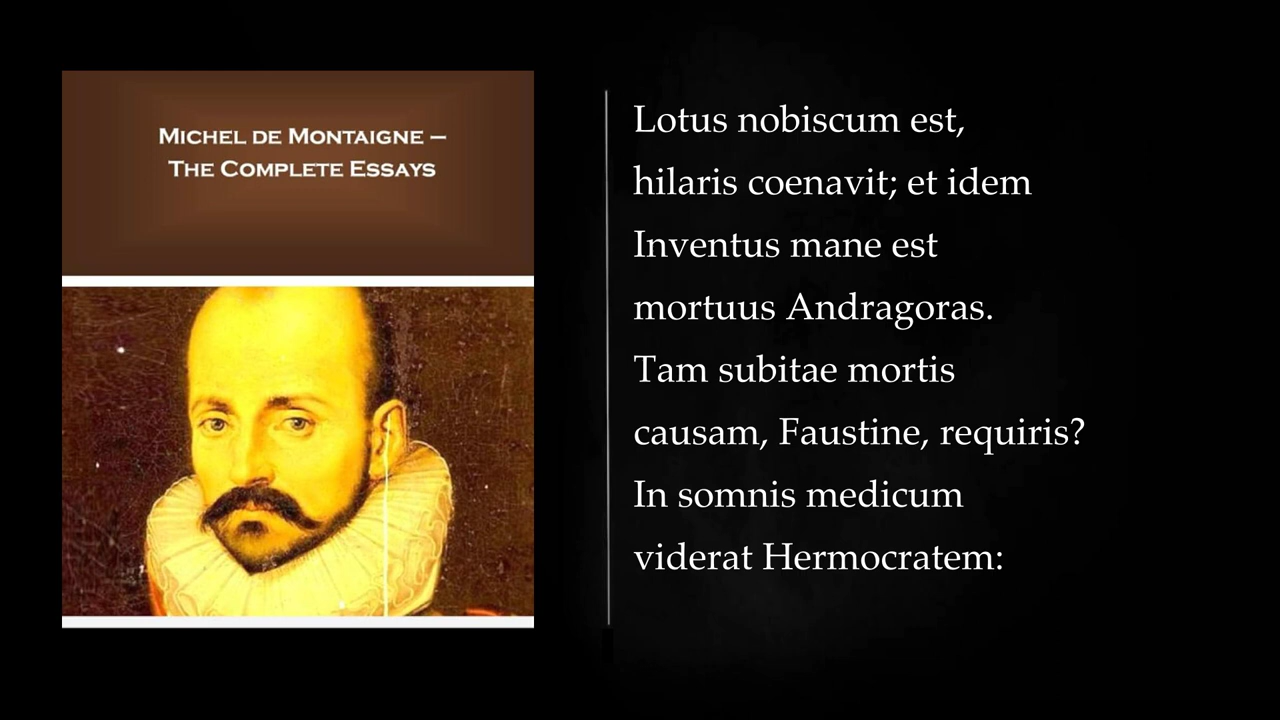 MICHEL DE MONTAIGNE –
THE COMPLETE ESSAYS
Lotus nobiscum est,
hilaris coenavit; et idem
Inventus mane est
mortuus Andragoras.
Tam subitae mortis
causam, Faustine, requiris?
In somnis medicum
viderat Hermocratem: